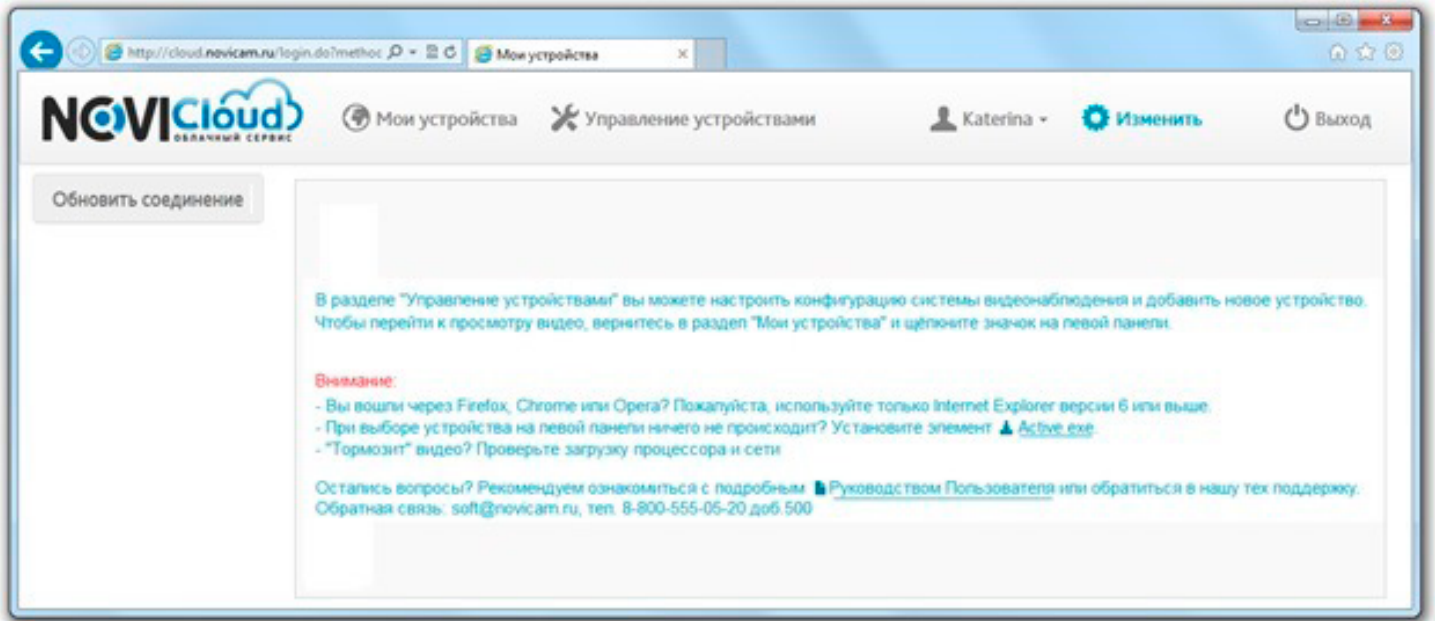 http://cloud.novicam.ru/login.do?method
Мои устройства
NOVICloud
ОБЛАЧНЫЙ СЕРВИС
Мои устройства
Управление устройствами
Katerina
Изменить
Выход
Обновить соединение
В разделе "Управление устройствами" вы можете настроить конфигурацию системы видеонаблюдения и добавить новое устройство.
Чтобы перейти к просмотру видео, вернитесь в раздел "Мои устройства" и щёлкните значок на левой панели.
Внимание:
- Вы вошли через Firefox, Chrome или Opera? Пожалуйста, используйте только Internet Explorer версии 6 или выше.
- При выборе устройства на левой панели ничего не происходит? Установите элемент Active.exe.
- "Тормозит" видео? Проверьте загрузку процессора и сети
Остались вопросы? Рекомендуем ознакомиться с подробным Руководством Пользователя или обратиться в нашу тех поддержку.
Обратная связь: soft@novicam.ru, тел. 8-800-555-05-20 доб.500